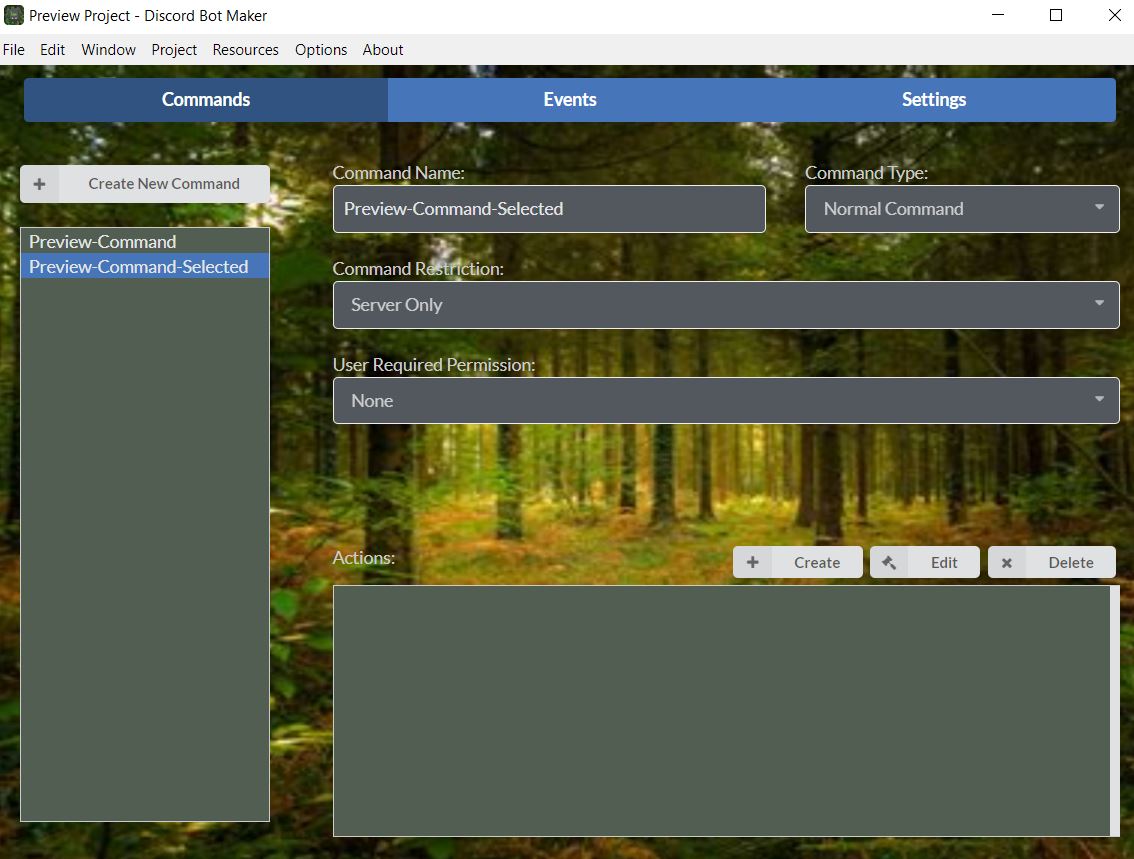 Preview Project - Discord Bot Maker
File Edit Window Project Resources Options About
Commands Events Settings
Create New Command
Preview-Command
Preview-Command-Selected
Command Name:
Preview-Command-Selected
Command Type:
Normal Command
Command Restriction:
Server Only
User Required Permission:
None
Actions:
Create Edit Delete